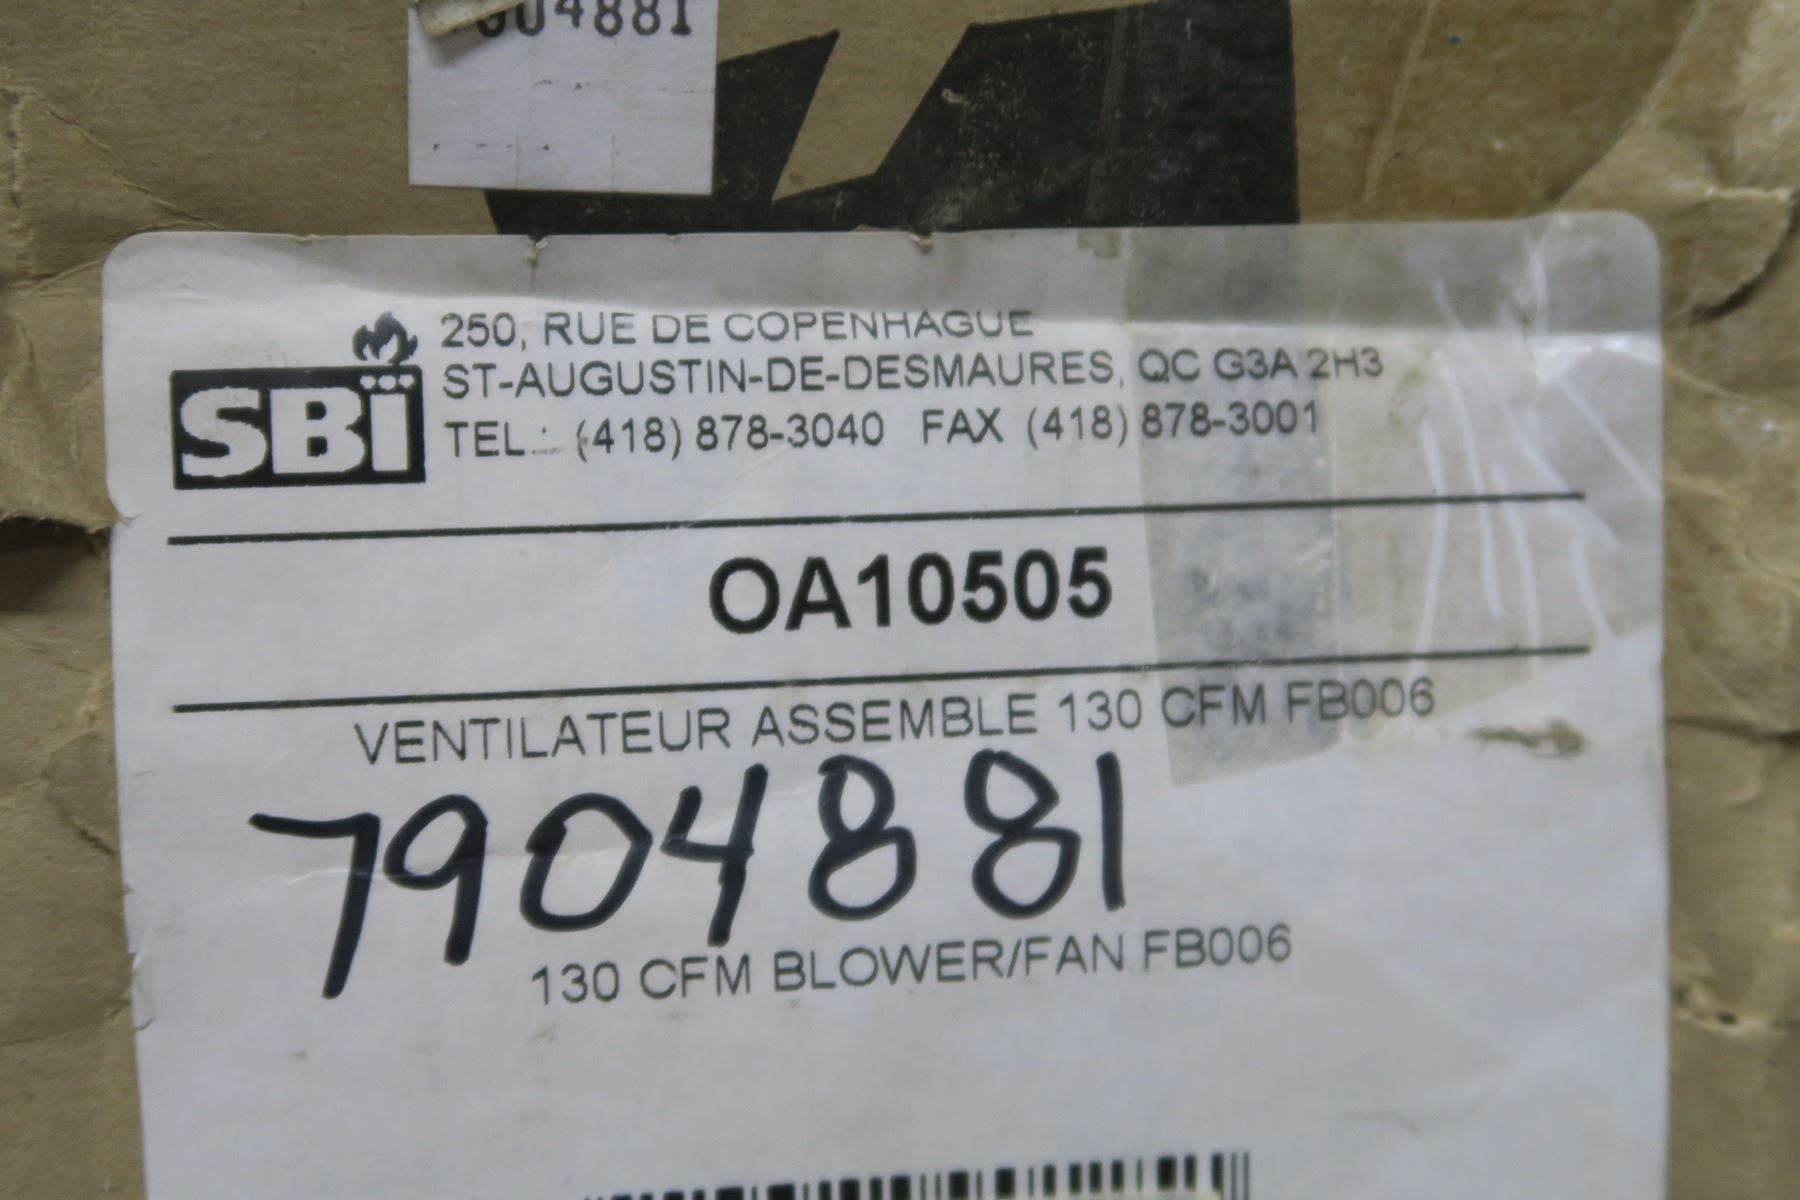 904881
SBI
250, RUE DE COPENHAGUE
ST-AUGUSTIN-DE-DESMAURES, QC G3A 2H3
TEL.: (418) 878-3040 FAX (418) 878-3001
OA10505
VENTILATEUR ASSEMBLE 130 CFM FB006
7904881
130 CFM BLOWER/FAN FB006